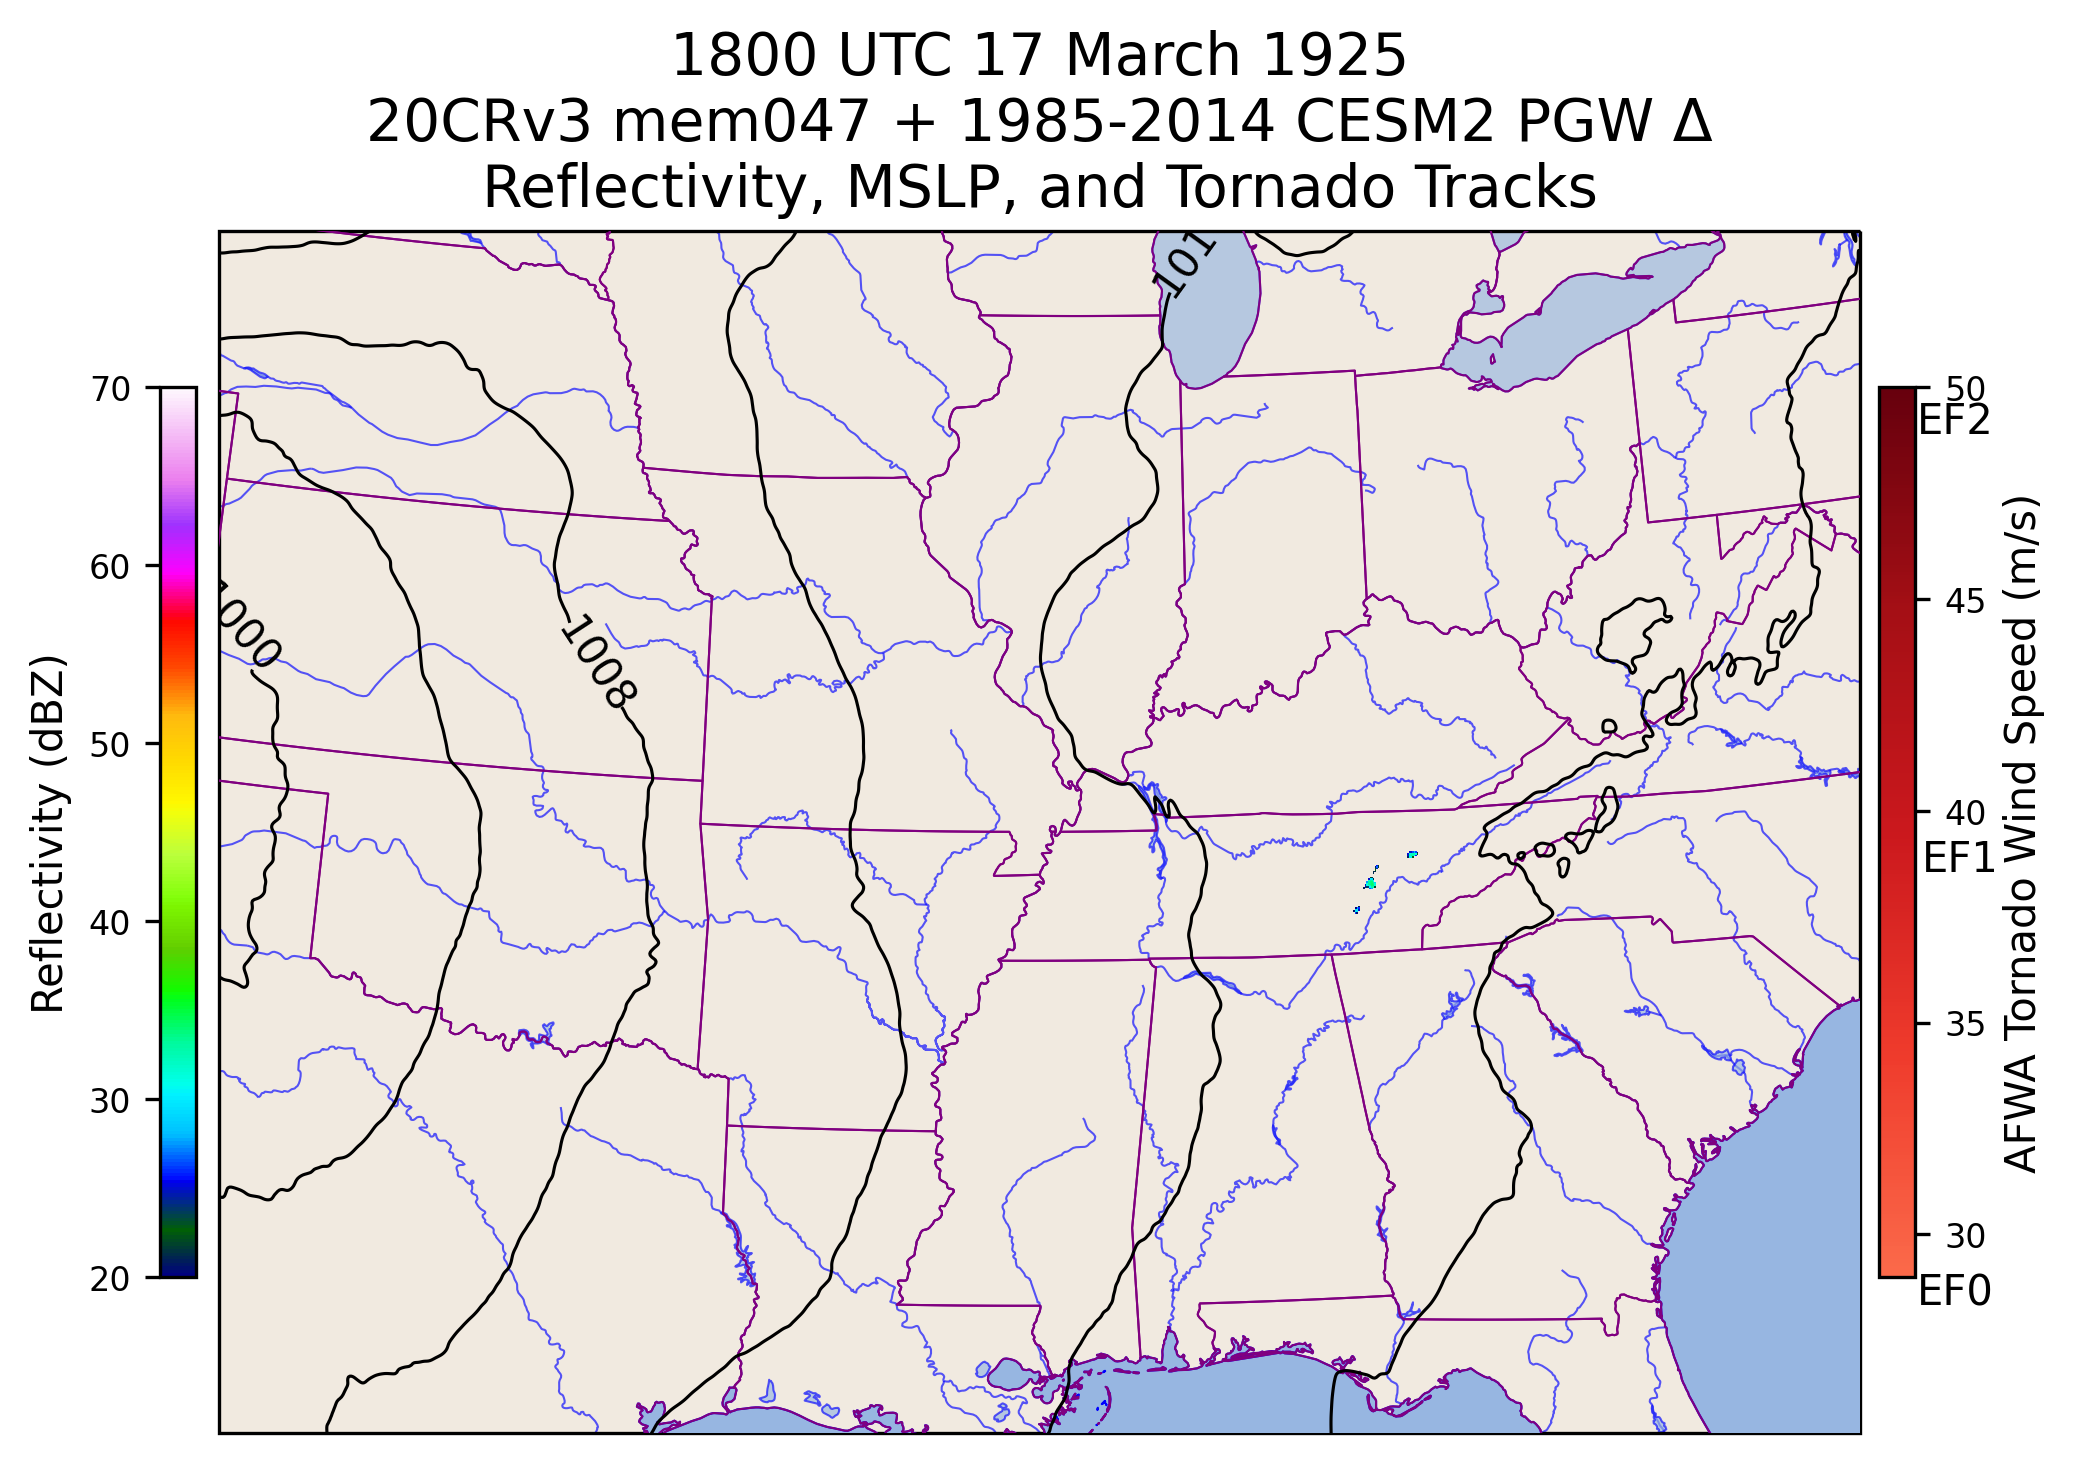 1800 UTC 17 March 1925
20CRv3 mem047 + 1985-2014 CESM2 PGW Δ
Reflectivity, MSLP, and Tornado Tracks
101
1000
1008
Reflectivity (dBZ)
70
60
50
40
30
20
50
EF2
45
40
EF1
35
30
EF0
AFWA Tornado Wind Speed (m/s)